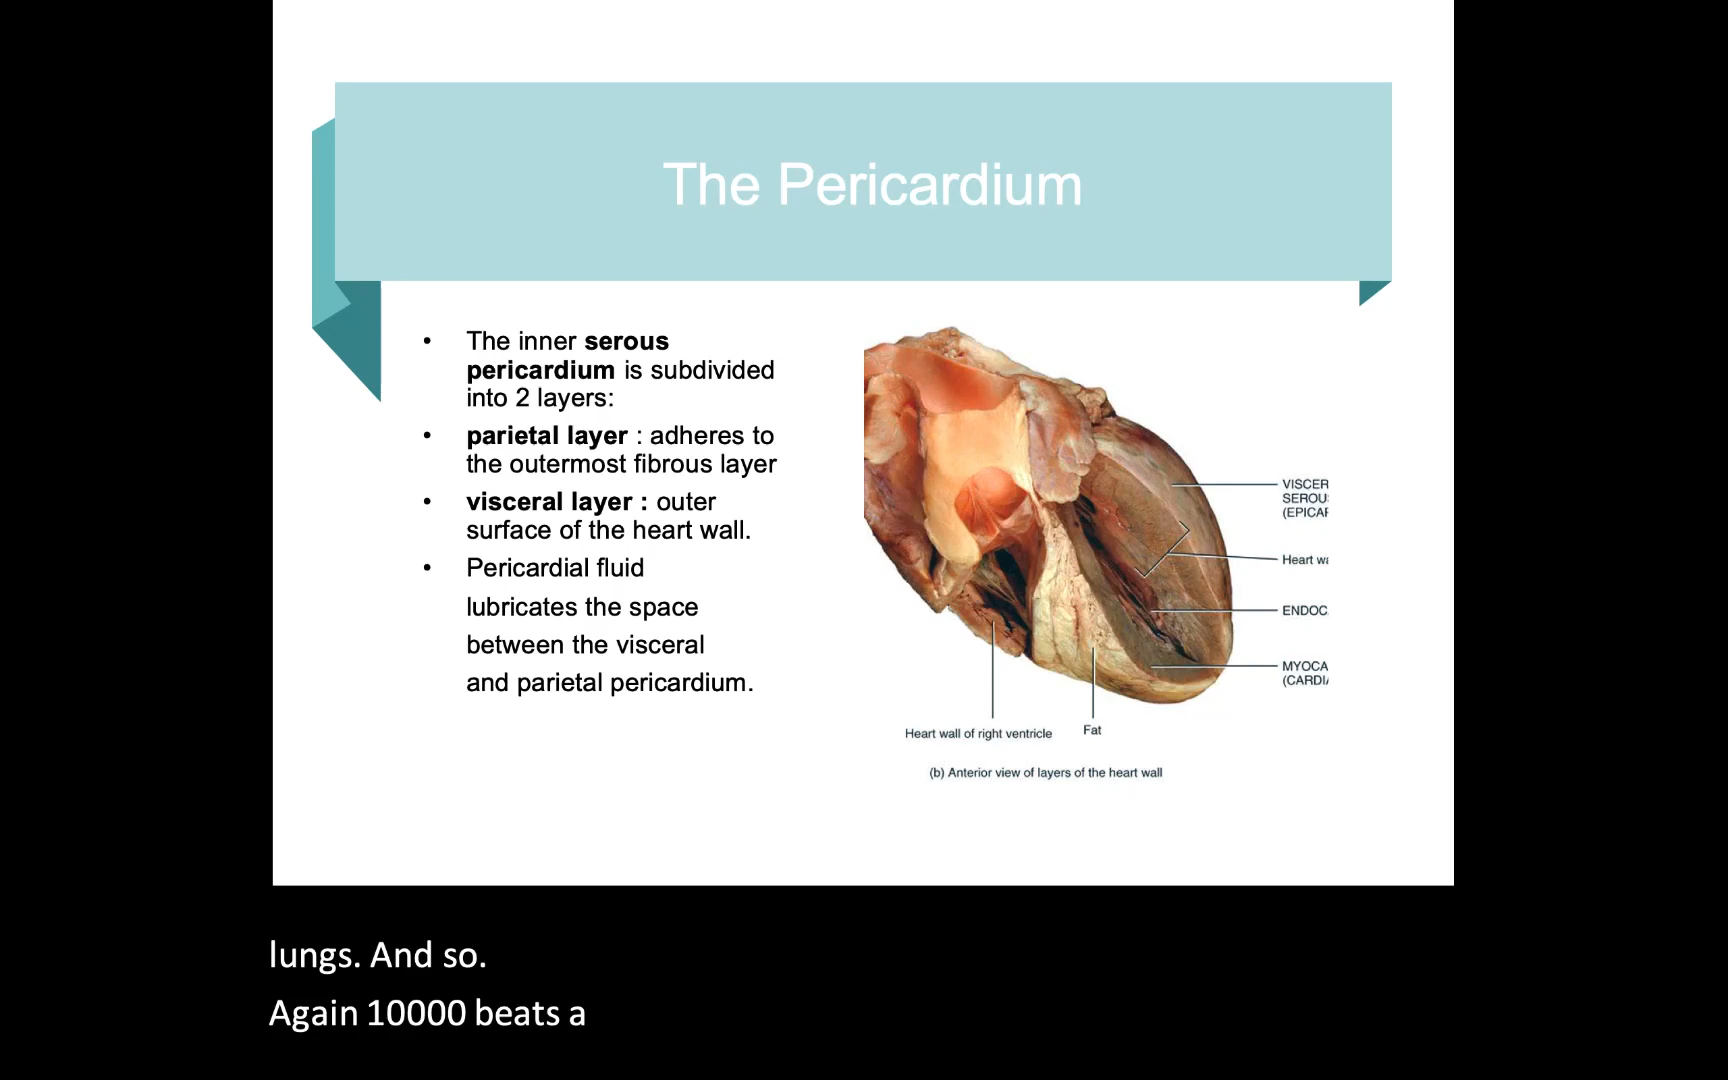 The Pericardium
• The inner serous
pericardium is subdivided
into 2 layers:
• parietal layer : adheres to
the outermost fibrous layer
• visceral layer : outer
surface of the heart wall.
• Pericardial fluid
lubricates the space
between the visceral
and parietal pericardium.
VISCER
SEROU
(EPICAR
Heart wa
ENDOC
MYOCA
(CARDIA
Heart wall of right ventricle
Fat
(b) Anterior view of layers of the heart wall
lungs. And so.
Again 10000 beats a